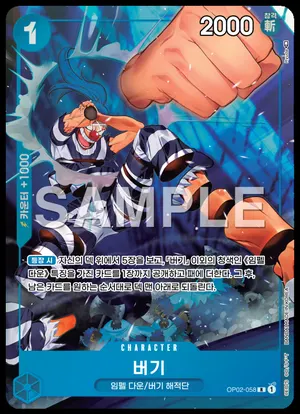 1
2000
참격
斬
카운터 +1000
SAMPLE
등장 시 자신의 덱 위에서 5장을 보고, 「버기」 이외의 청색인 《임펠
다운》 특징을 가진 카드를 1장까지 공개하고 패에 더한다. 그 후,
남은 카드를 원하는 순서대로 덱 맨 아래로 되돌린다.
CHARACTER
버기
임펠 다운/버기 해적단
OP02-058
1